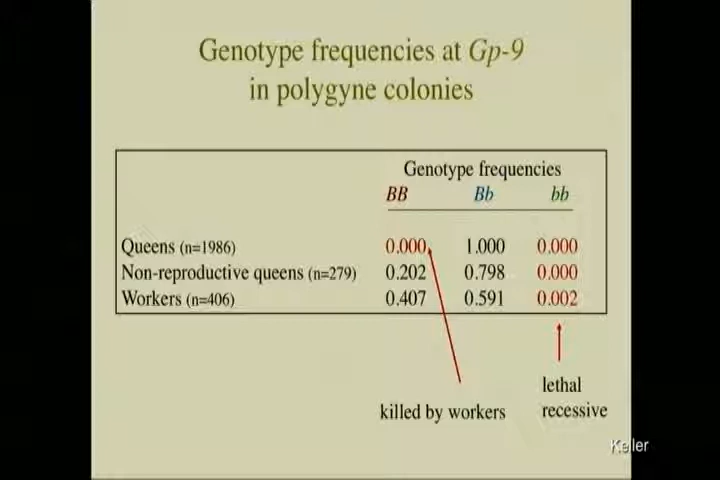 Genotype frequencies at Gp-9
in polygyne colonies
Genotype frequencies
BB Bb bb
Queens (n=1986) 0.000 1.000 0.000
Non-reproductive queens (n=279) 0.202 0.798 0.000
Workers (n=406) 0.407 0.591 0.002
killed by workers
lethal
recessive
Keller